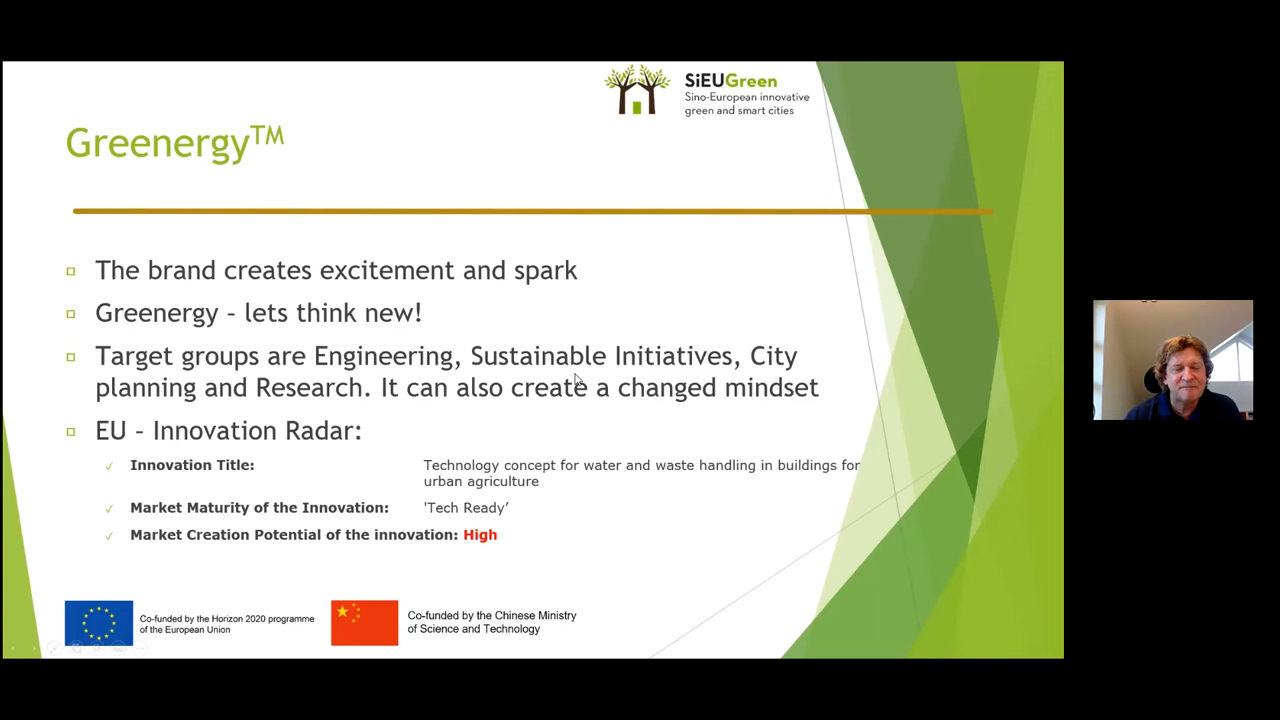 SiEUGreen
Sino-European innovative
green and smart cities
Greenergy™
The brand creates excitement and spark
Greenergy – lets think new!
Target groups are Engineering, Sustainable Initiatives, City
planning and Research. It can also create a changed mindset
EU – Innovation Radar:
Innovation Title: Technology concept for water and waste handling in buildings for
urban agriculture
Market Maturity of the Innovation: 'Tech Ready’
Market Creation Potential of the innovation: High
Co-funded by the Horizon 2020 programme
of the European Union
Co-funded by the Chinese Ministry
of Science and Technology